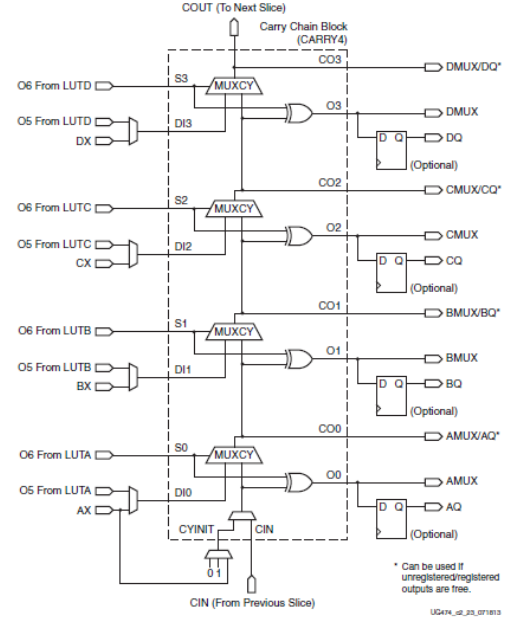 COUT (To Next Slice)
Carry Chain Block
(CARRY4)
CO3
DMUX/DQ*
O6 From LUTD
S3
MUXCY
O3
DMUX
O5 From LUTD
DI3
DX
D Q
DQ
(Optional)
CO2
CMUX/CQ*
O6 From LUTC
S2
MUXCY
O2
CMUX
O5 From LUTC
DI2
CX
D Q
CQ
(Optional)
CO1
BMUX/BQ*
O6 From LUTB
S1
MUXCY
O1
BMUX
O5 From LUTB
DI1
BX
D Q
BQ
(Optional)
CO0
AMUX/AQ*
O6 From LUTA
S0
MUXCY
O0
AMUX
O5 From LUTA
DI0
AX
D Q
AQ
CYINIT
CIN
(Optional)
0 1
* Can be used if
unregistered/registered
outputs are free.
CIN (From Previous Slice)
UG474_c2_23_071813